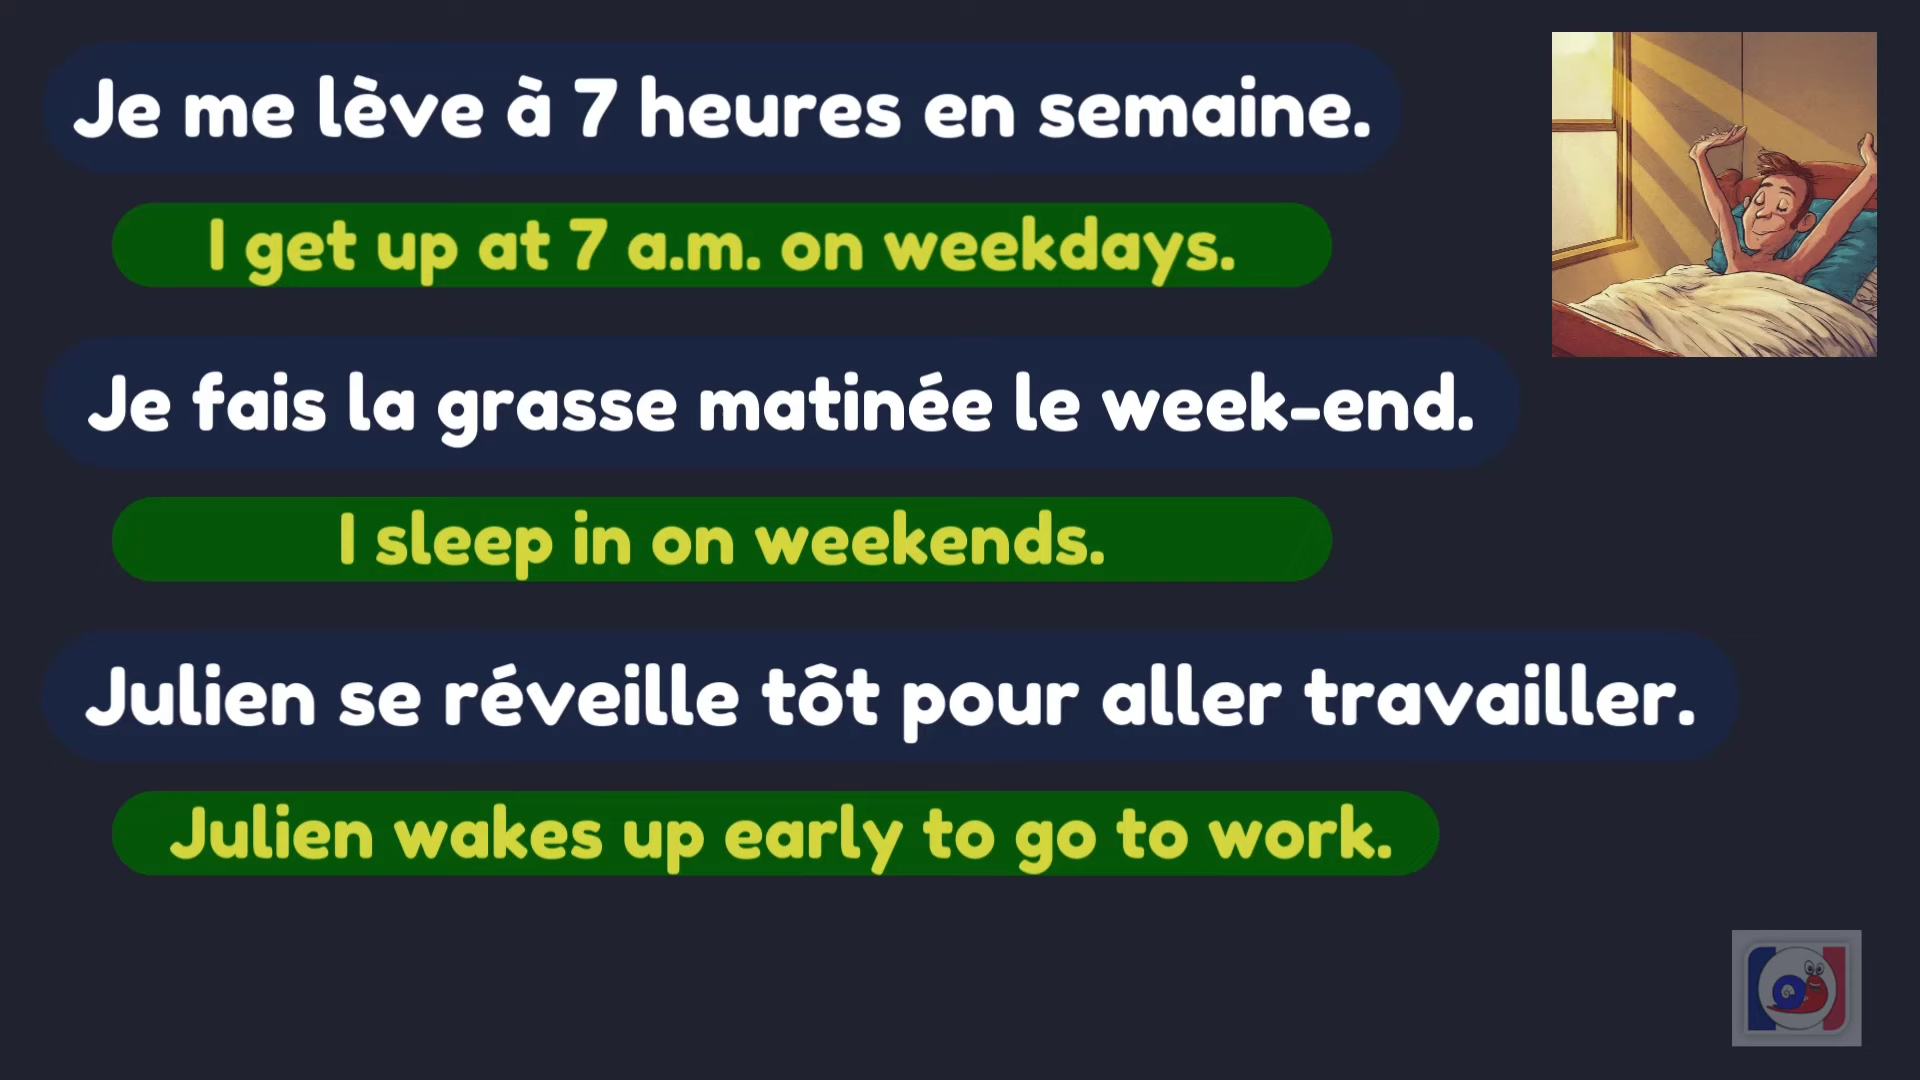 Je me lève à 7 heures en semaine.
I get up at 7 a.m. on weekdays.
Je fais la grasse matinée le week-end.
I sleep in on weekends.
Julien se réveille tôt pour aller travailler.
Julien wakes up early to go to work.